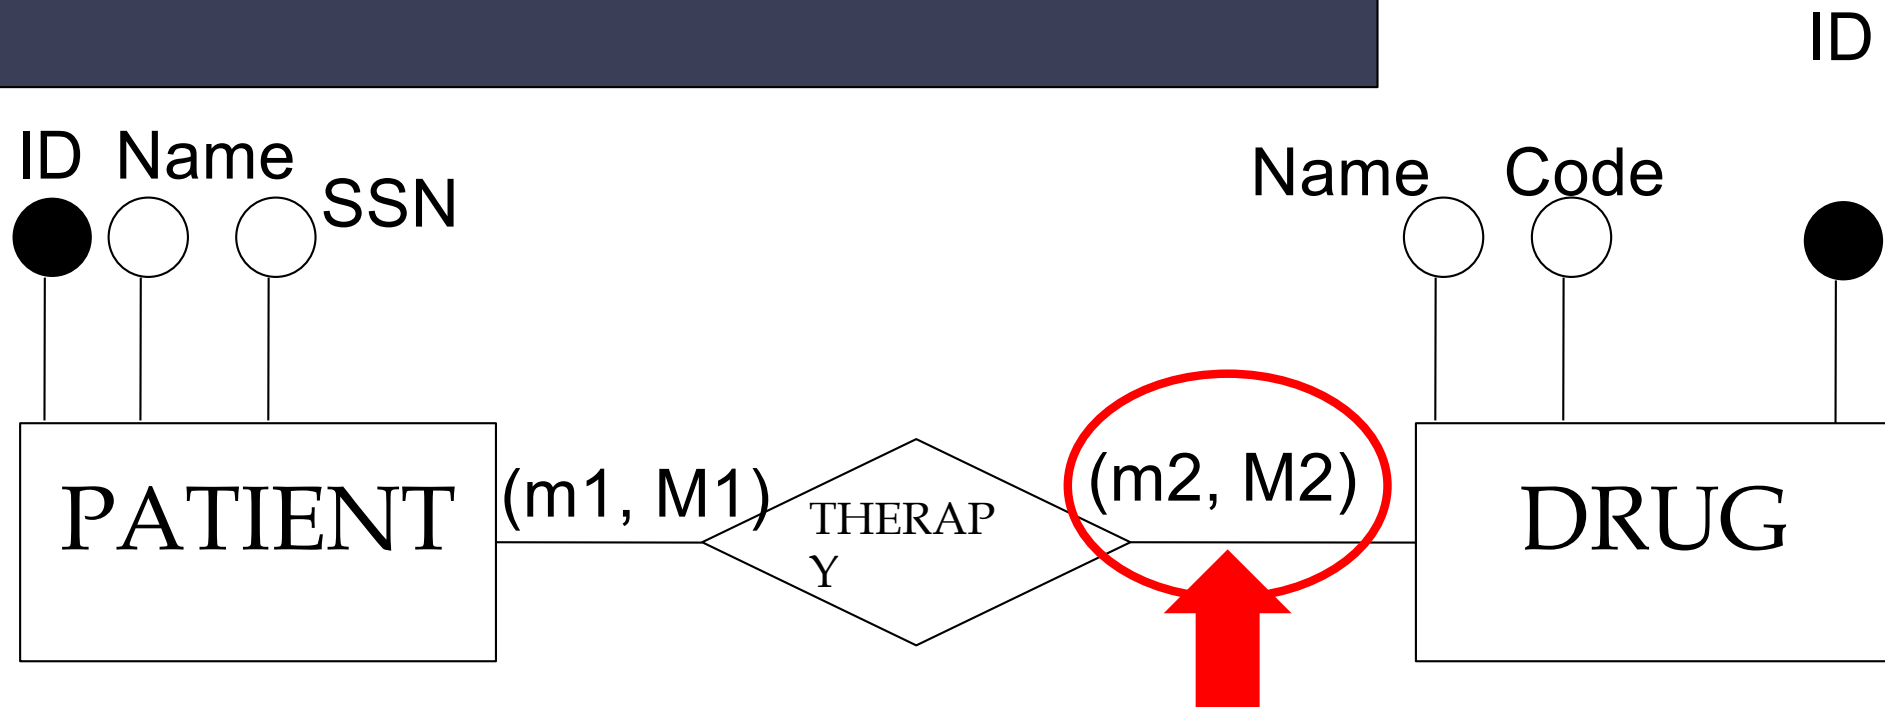 ID
ID Name
SSN
Name Code
PATIENT
(m1, M1)
THERAP
Y
(m2, M2)
DRUG